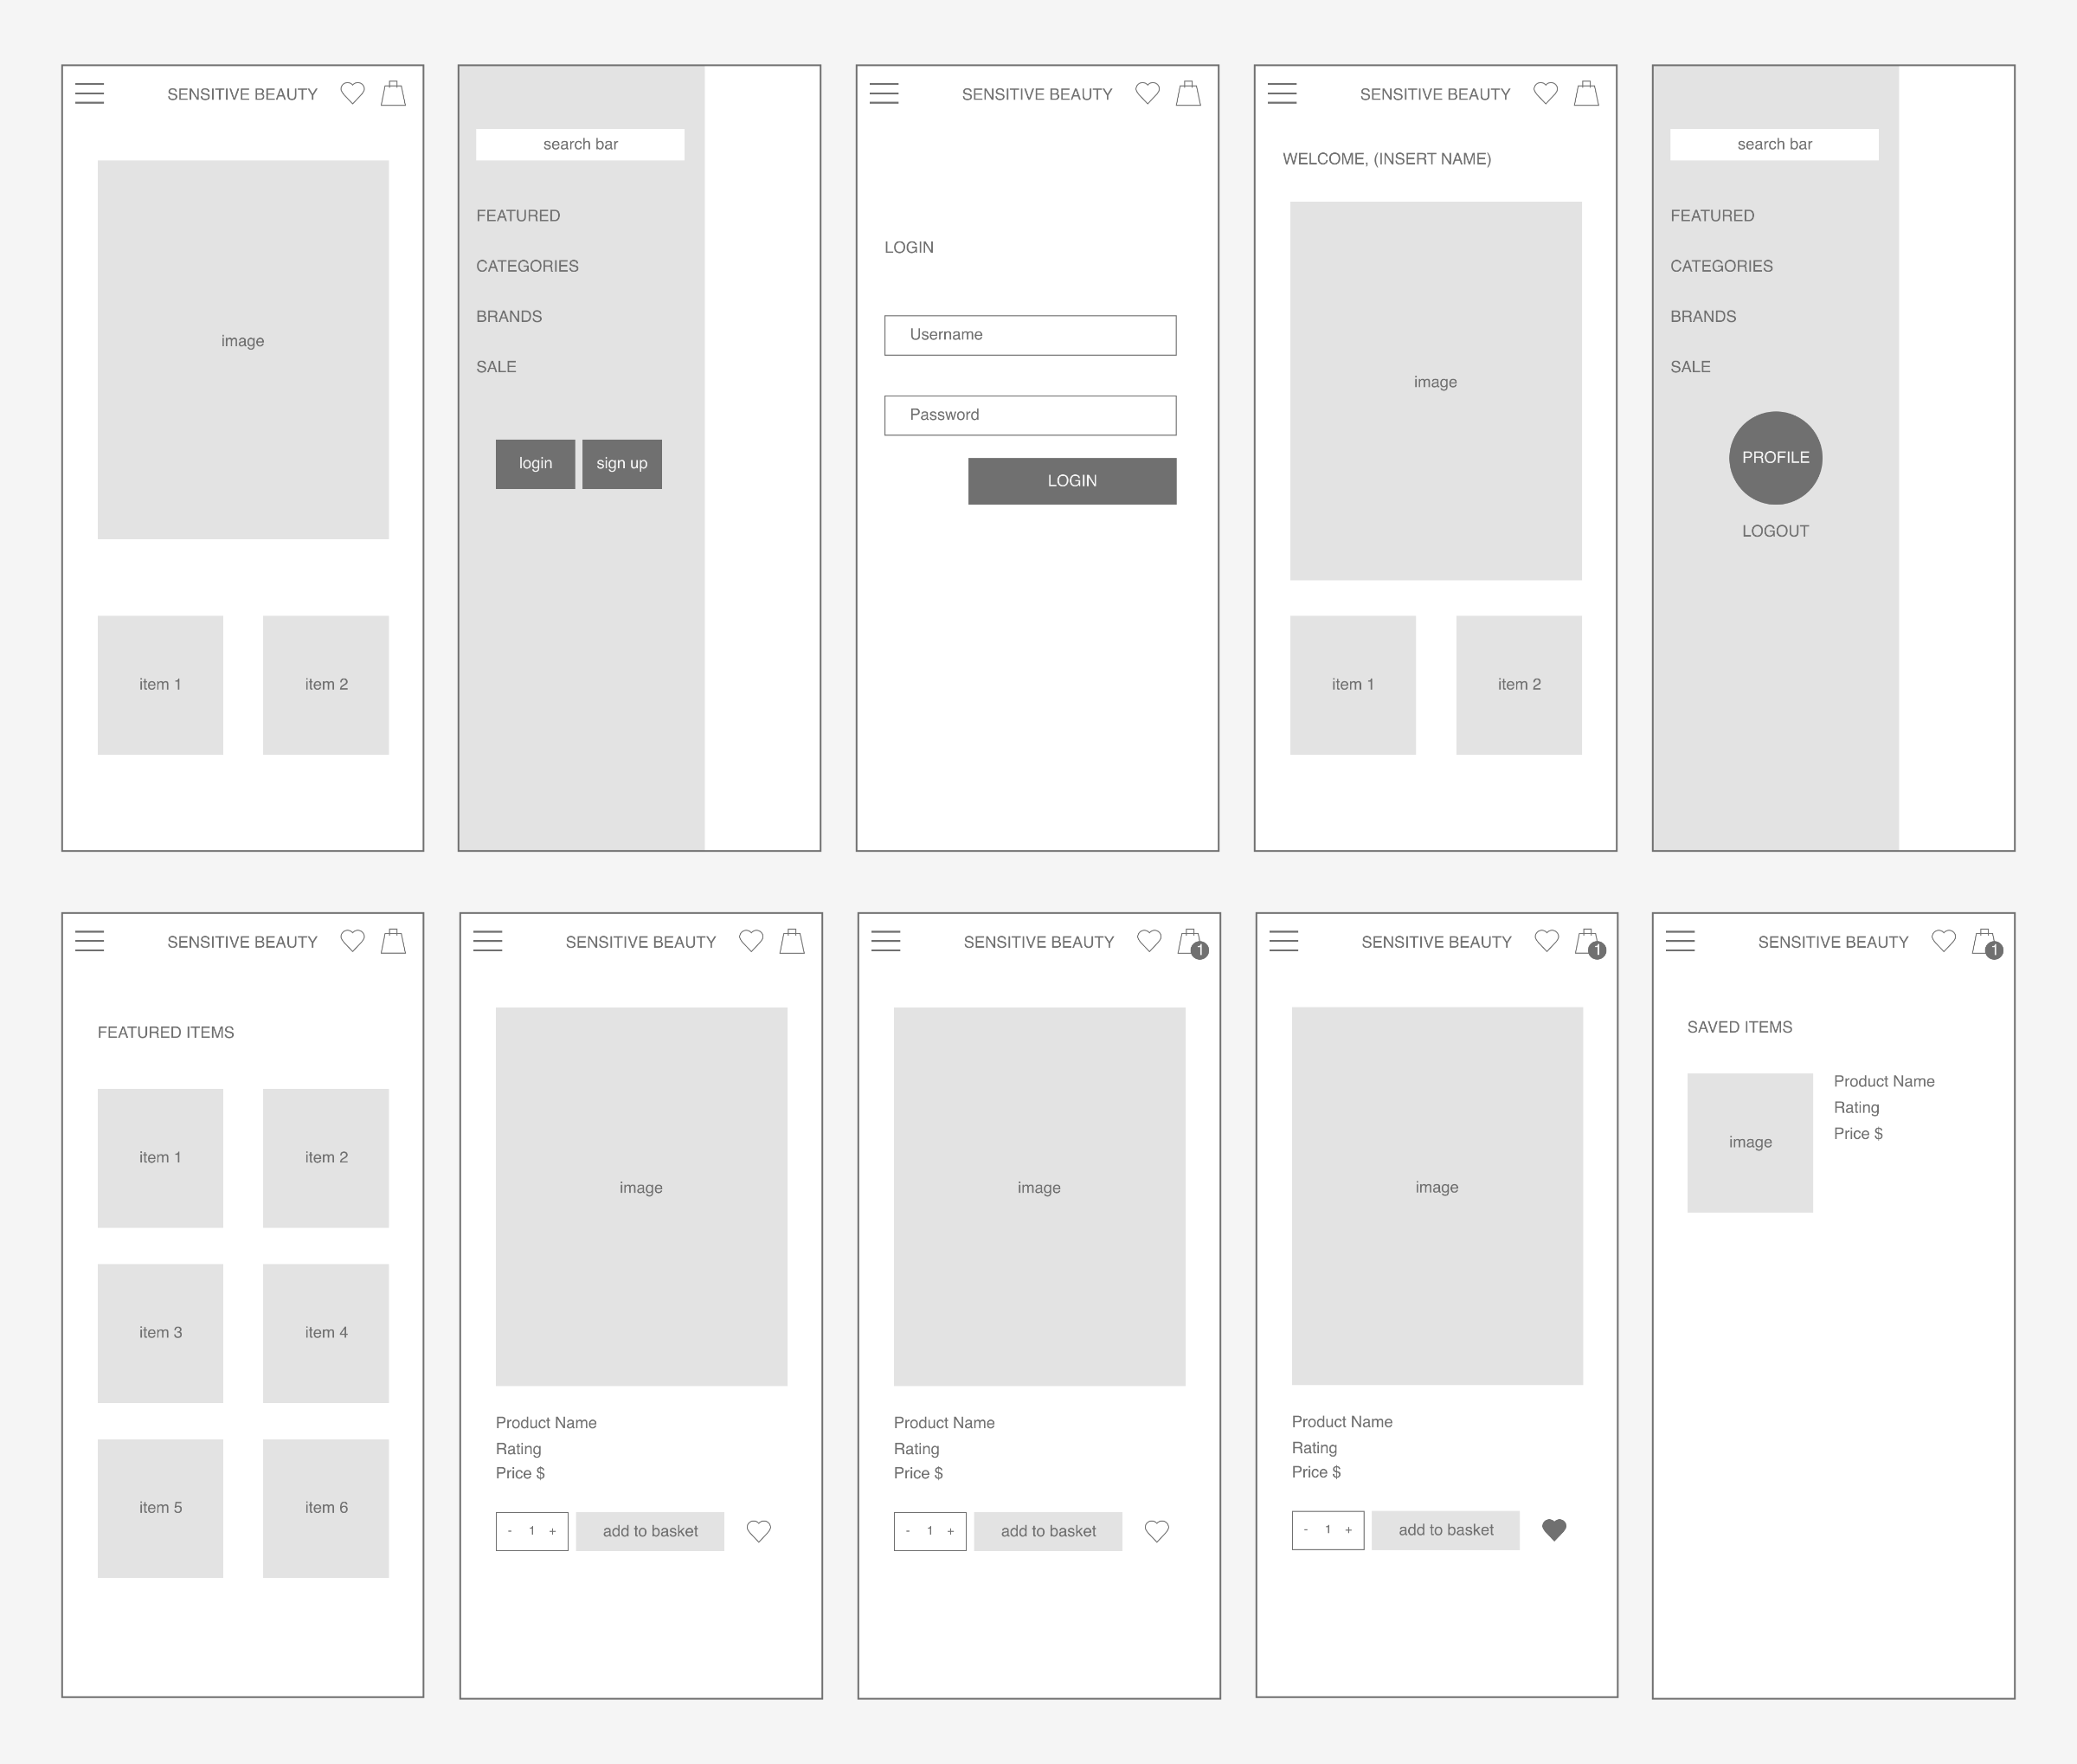 SENSITIVE BEAUTY
image
item 1
item 2
search bar
FEATURED
CATEGORIES
BRANDS
SALE
login
sign up
SENSITIVE BEAUTY
LOGIN
Username
Password
LOGIN
SENSITIVE BEAUTY
WELCOME, (INSERT NAME)
image
item 1
item 2
search bar
FEATURED
CATEGORIES
BRANDS
SALE
PROFILE
LOGOUT
SENSITIVE BEAUTY
FEATURED ITEMS
item 1
item 2
item 3
item 4
item 5
item 6
SENSITIVE BEAUTY
image
Product Name
Rating
Price $
- 1 +
add to basket
SENSITIVE BEAUTY
1
image
Product Name
Rating
Price $
- 1 +
add to basket
SENSITIVE BEAUTY
1
image
Product Name
Rating
Price $
- 1 +
add to basket
SENSITIVE BEAUTY
1
SAVED ITEMS
image
Product Name
Rating
Price $